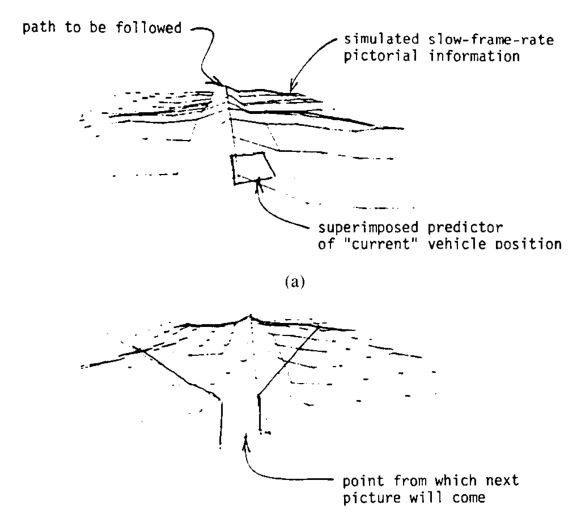 path to be followed
simulated slow-frame-rate
pictorial information
superimposed predictor
of "current" vehicle position
(a)
point from which next
picture will come